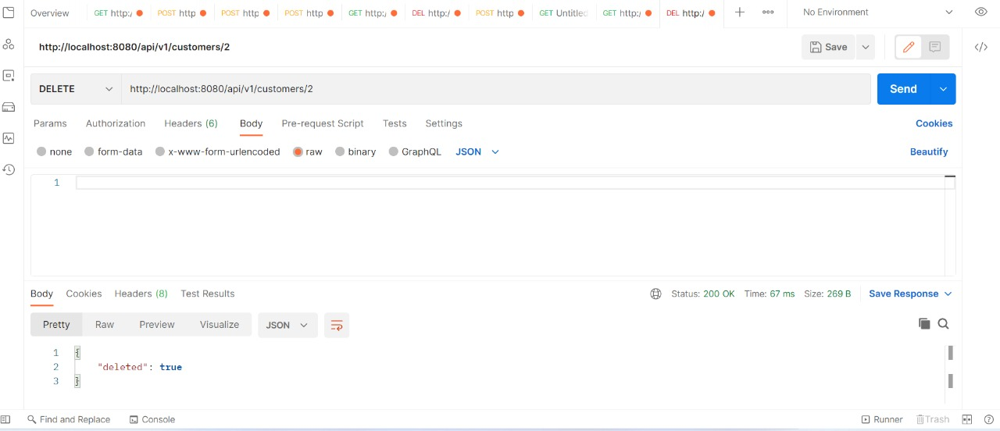 Overview GET http:/ POST http POST http POST http GET http:/ DEL http:/ POST http GET Untitled GET http:/ DEL http:/ No Environment
http://localhost:8080/api/v1/customers/2 Save
DELETE http://localhost:8080/api/v1/customers/2 Send
Params Authorization Headers (6) Body Pre-request Script Tests Settings Cookies
none form-data x-www-form-urlencoded raw binary GraphQL JSON Beautify
1
Body Cookies Headers (8) Test Results Status: 200 OK Time: 67 ms Size: 269 B Save Response
Pretty Raw Preview Visualize JSON
1 {
2 "deleted": true
3 }
Find and Replace Console Runner Trash